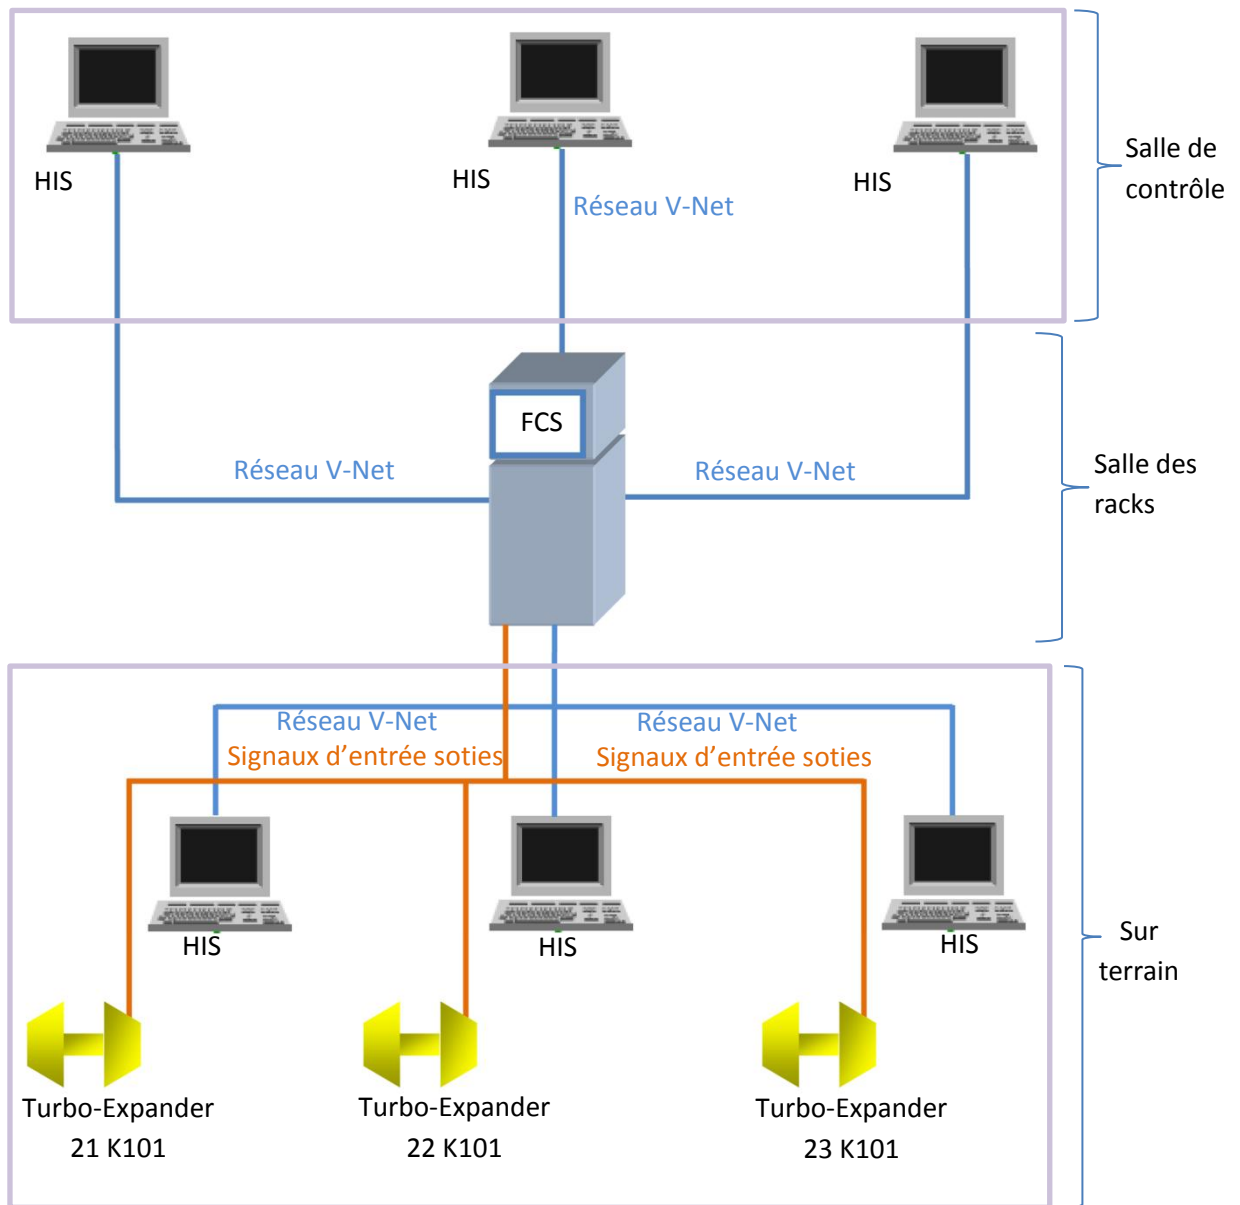 HIS
HIS
HIS
Réseau V-Net
Salle de
contrôle
FCS
Réseau V-Net
Réseau V-Net
Salle des
racks
Réseau V-Net
Réseau V-Net
Signaux d'entrée soties
Signaux d'entrée soties
HIS
HIS
HIS
Sur
terrain
Turbo-Expander
21 K101
Turbo-Expander
22 K101
Turbo-Expander
23 K101